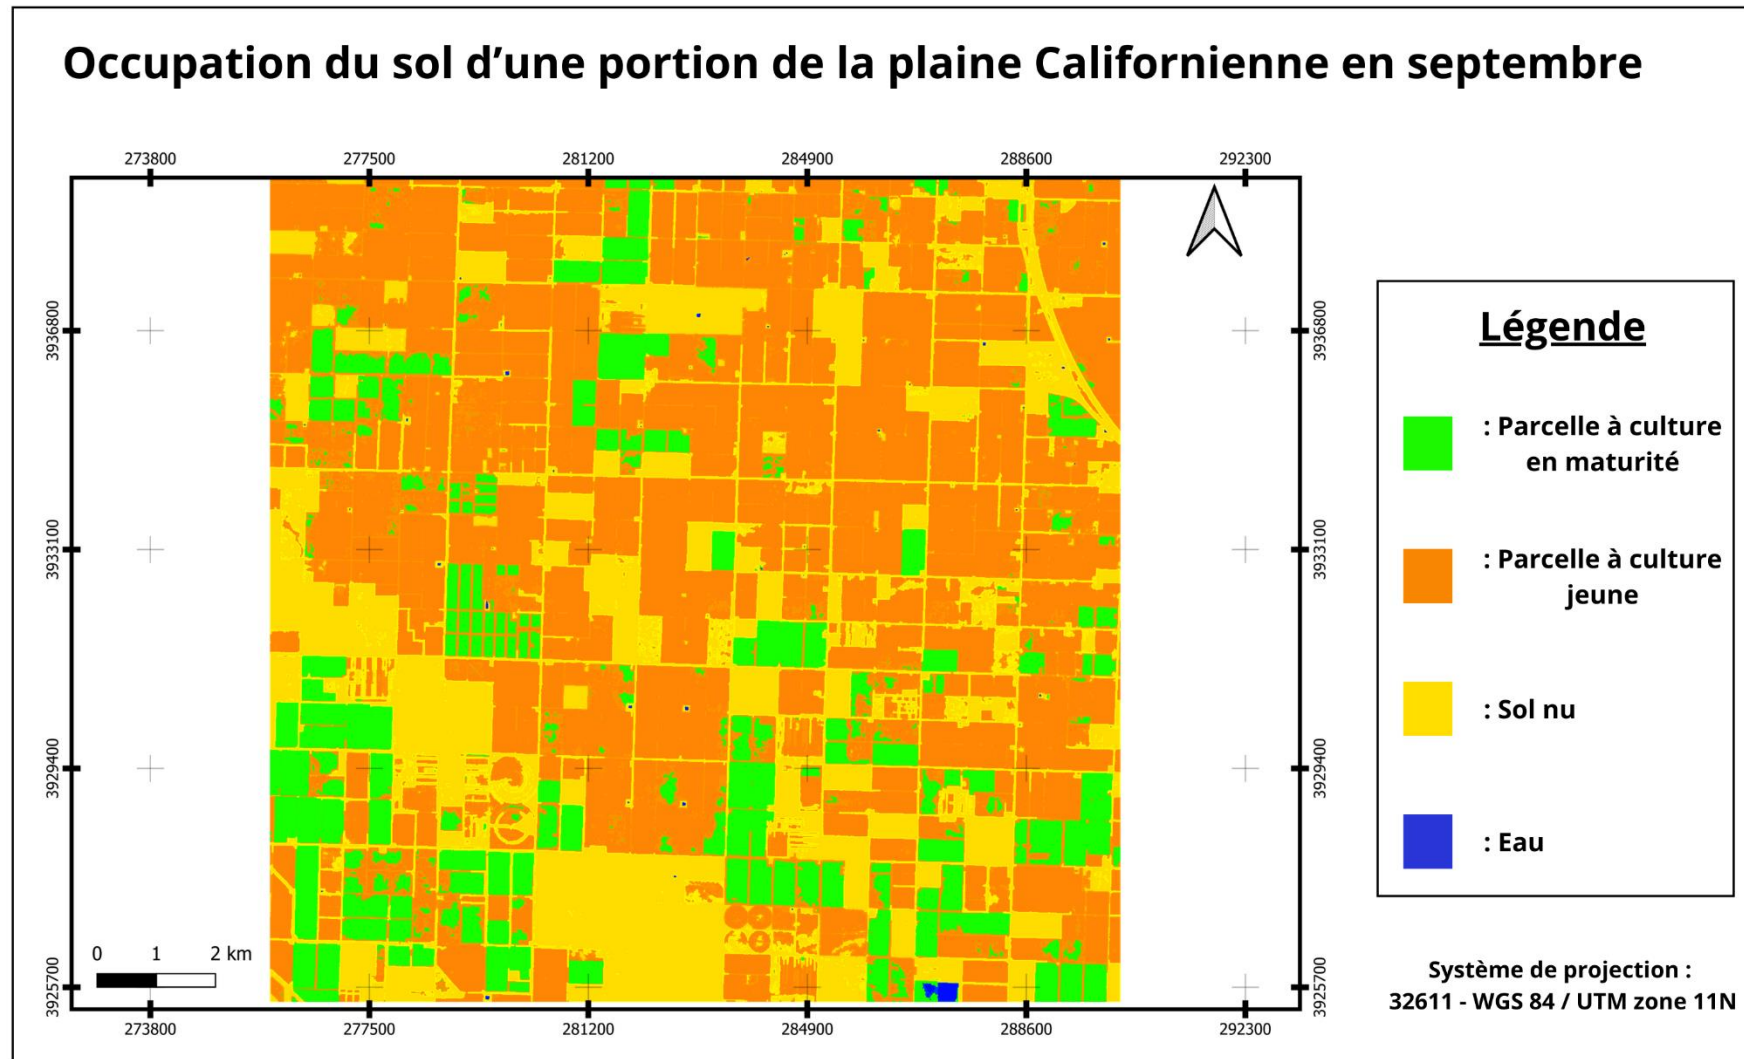 Occupation du sol d’une portion de la plaine Californienne en septembre
273800 277500 281200 284900 288600 292300
3936800 3936800
3933100 3933100
3929400 3929400
3925700 3925700
0 1 2 km
273800 277500 281200 284900 288600 292300
Légende
: Parcelle à culture
en maturité
: Parcelle à culture
jeune
: Sol nu
: Eau
Système de projection :
32611 - WGS 84 / UTM zone 11N